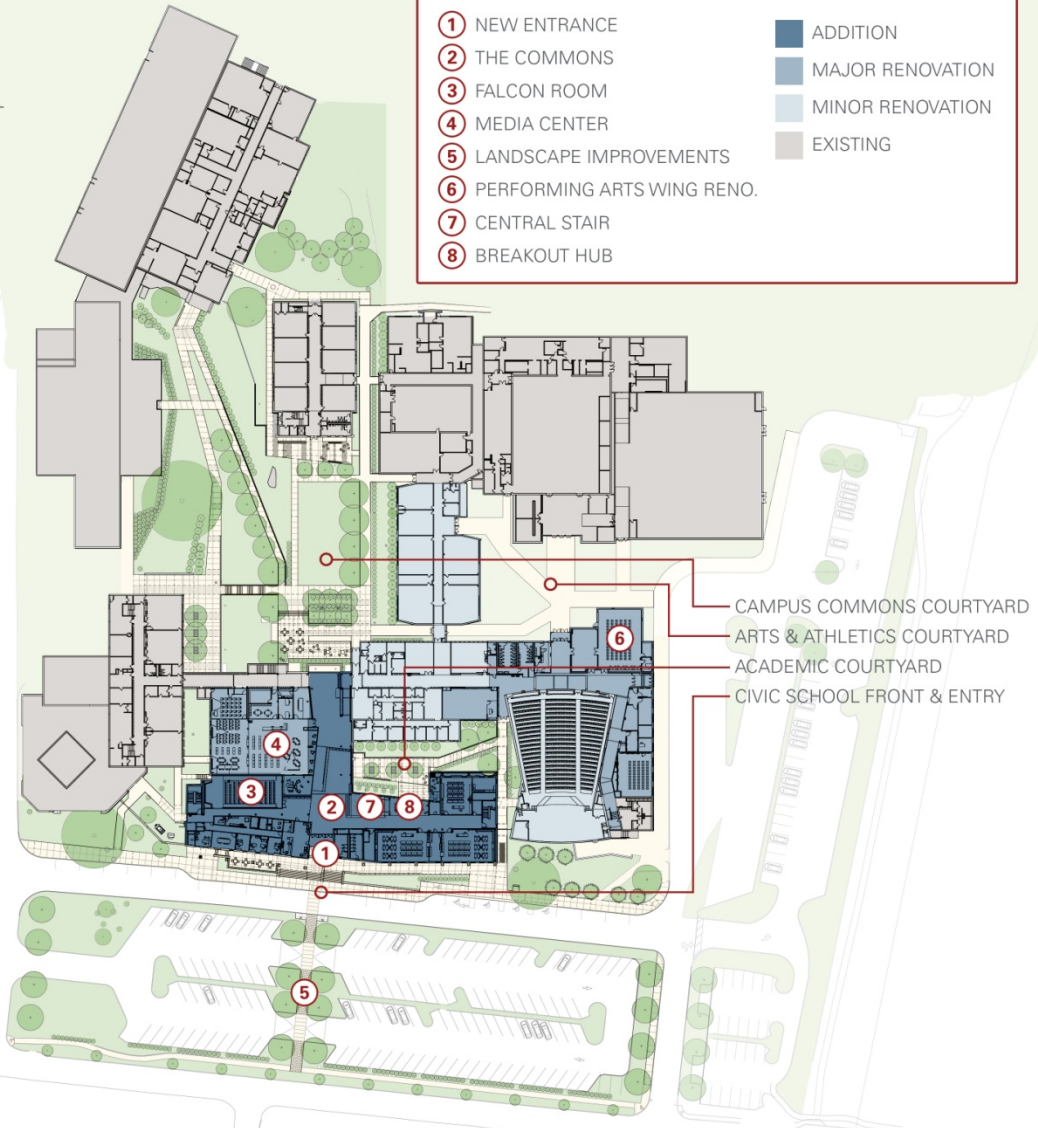 1 NEW ENTRANCE
2 THE COMMONS
3 FALCON ROOM
4 MEDIA CENTER
5 LANDSCAPE IMPROVEMENTS
6 PERFORMING ARTS WING RENO.
7 CENTRAL STAIR
8 BREAKOUT HUB
ADDITION
MAJOR RENOVATION
MINOR RENOVATION
EXISTING
CAMPUS COMMONS COURTYARD
ARTS & ATHLETICS COURTYARD
ACADEMIC COURTYARD
CIVIC SCHOOL FRONT & ENTRY
6
4
3
2
7
8
1
5